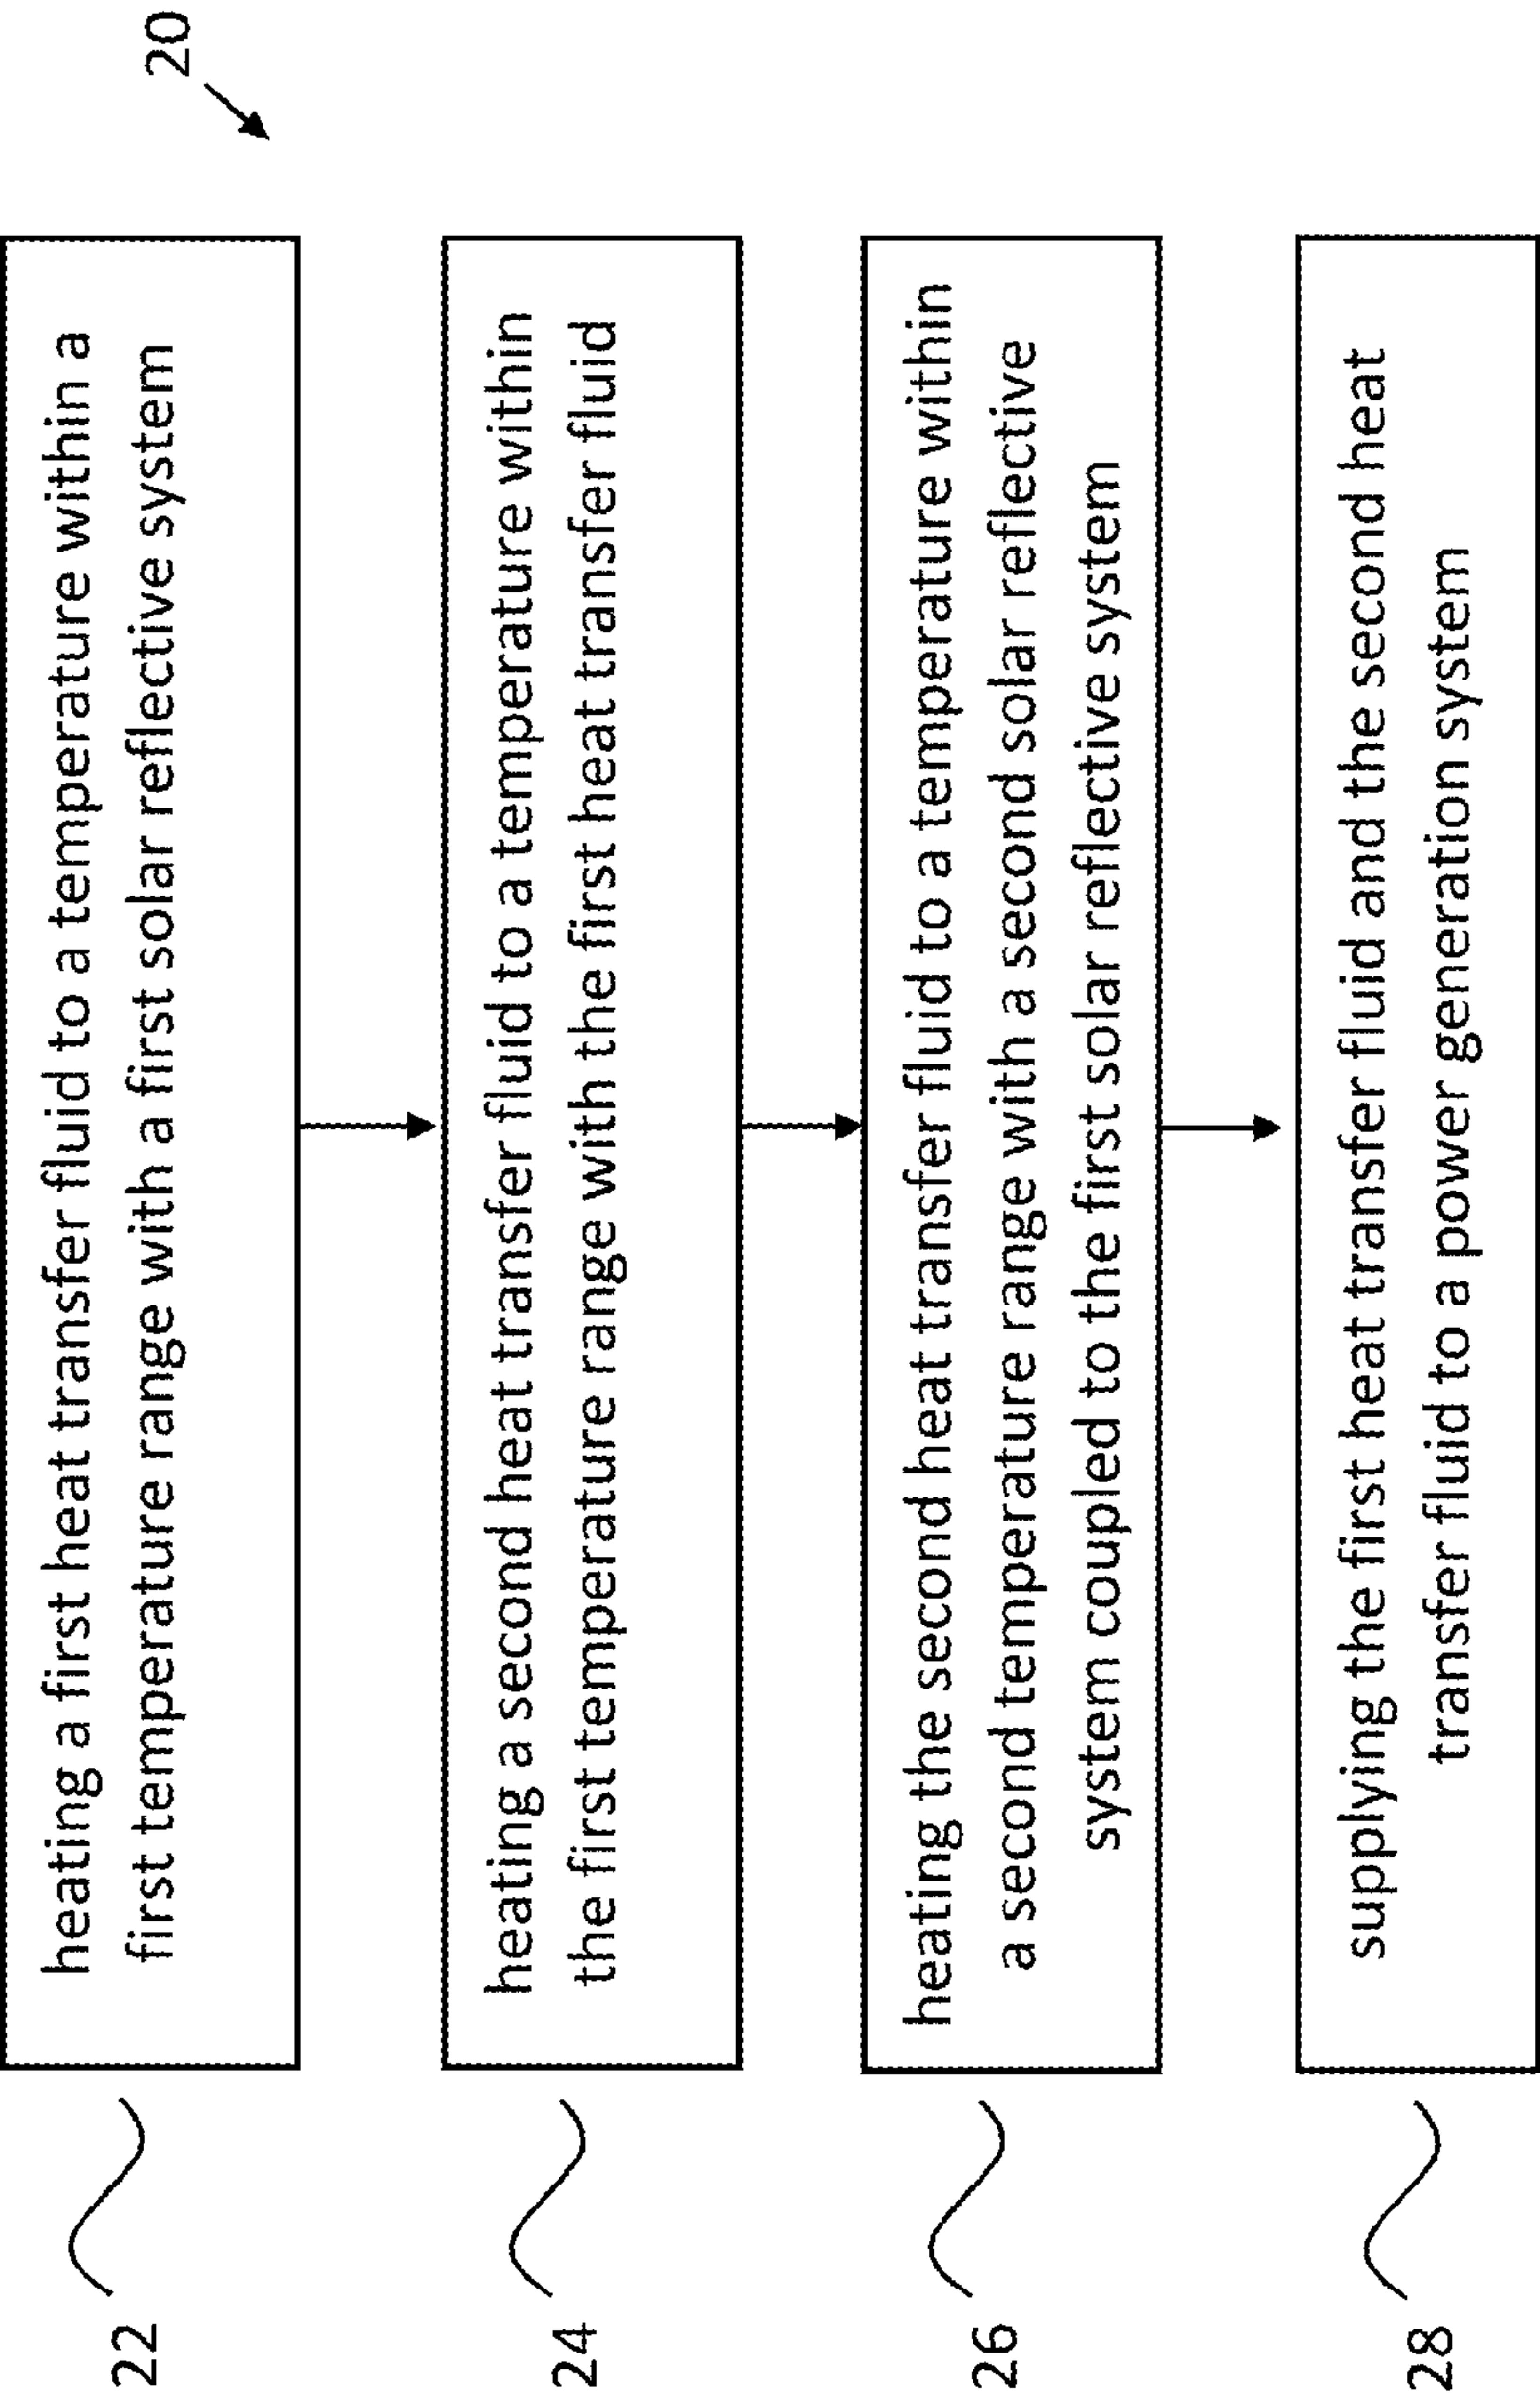 20
22
heating a first heat transfer fluid to a temperature within a
first temperature range with a first solar reflective system
24
heating a second heat transfer fluid to a temperature within
the first temperature range with the first heat transfer fluid
26
heating the second heat transfer fluid to a temperature within
a second temperature range with a second solar reflective
system coupled to the first solar reflective system
28
supplying the first heat transfer fluid and the second heat
transfer fluid to a power generation system